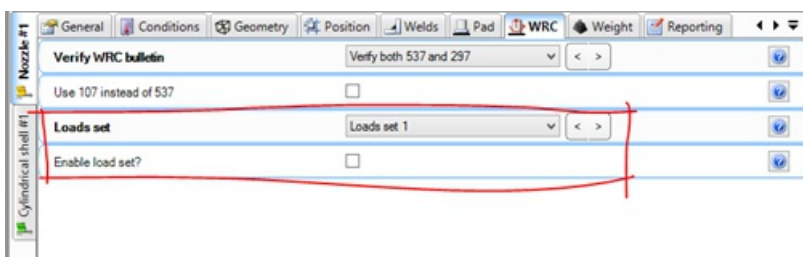 General Conditions Geometry Position Welds Pad WRC Weight Reporting
Nozzle #1
Cylindrical shell #1
Verify WRC bulletin Verify both 537 and 297 < >
Use 107 instead of 537
Loads set Loads set 1 < >
Enable load set?